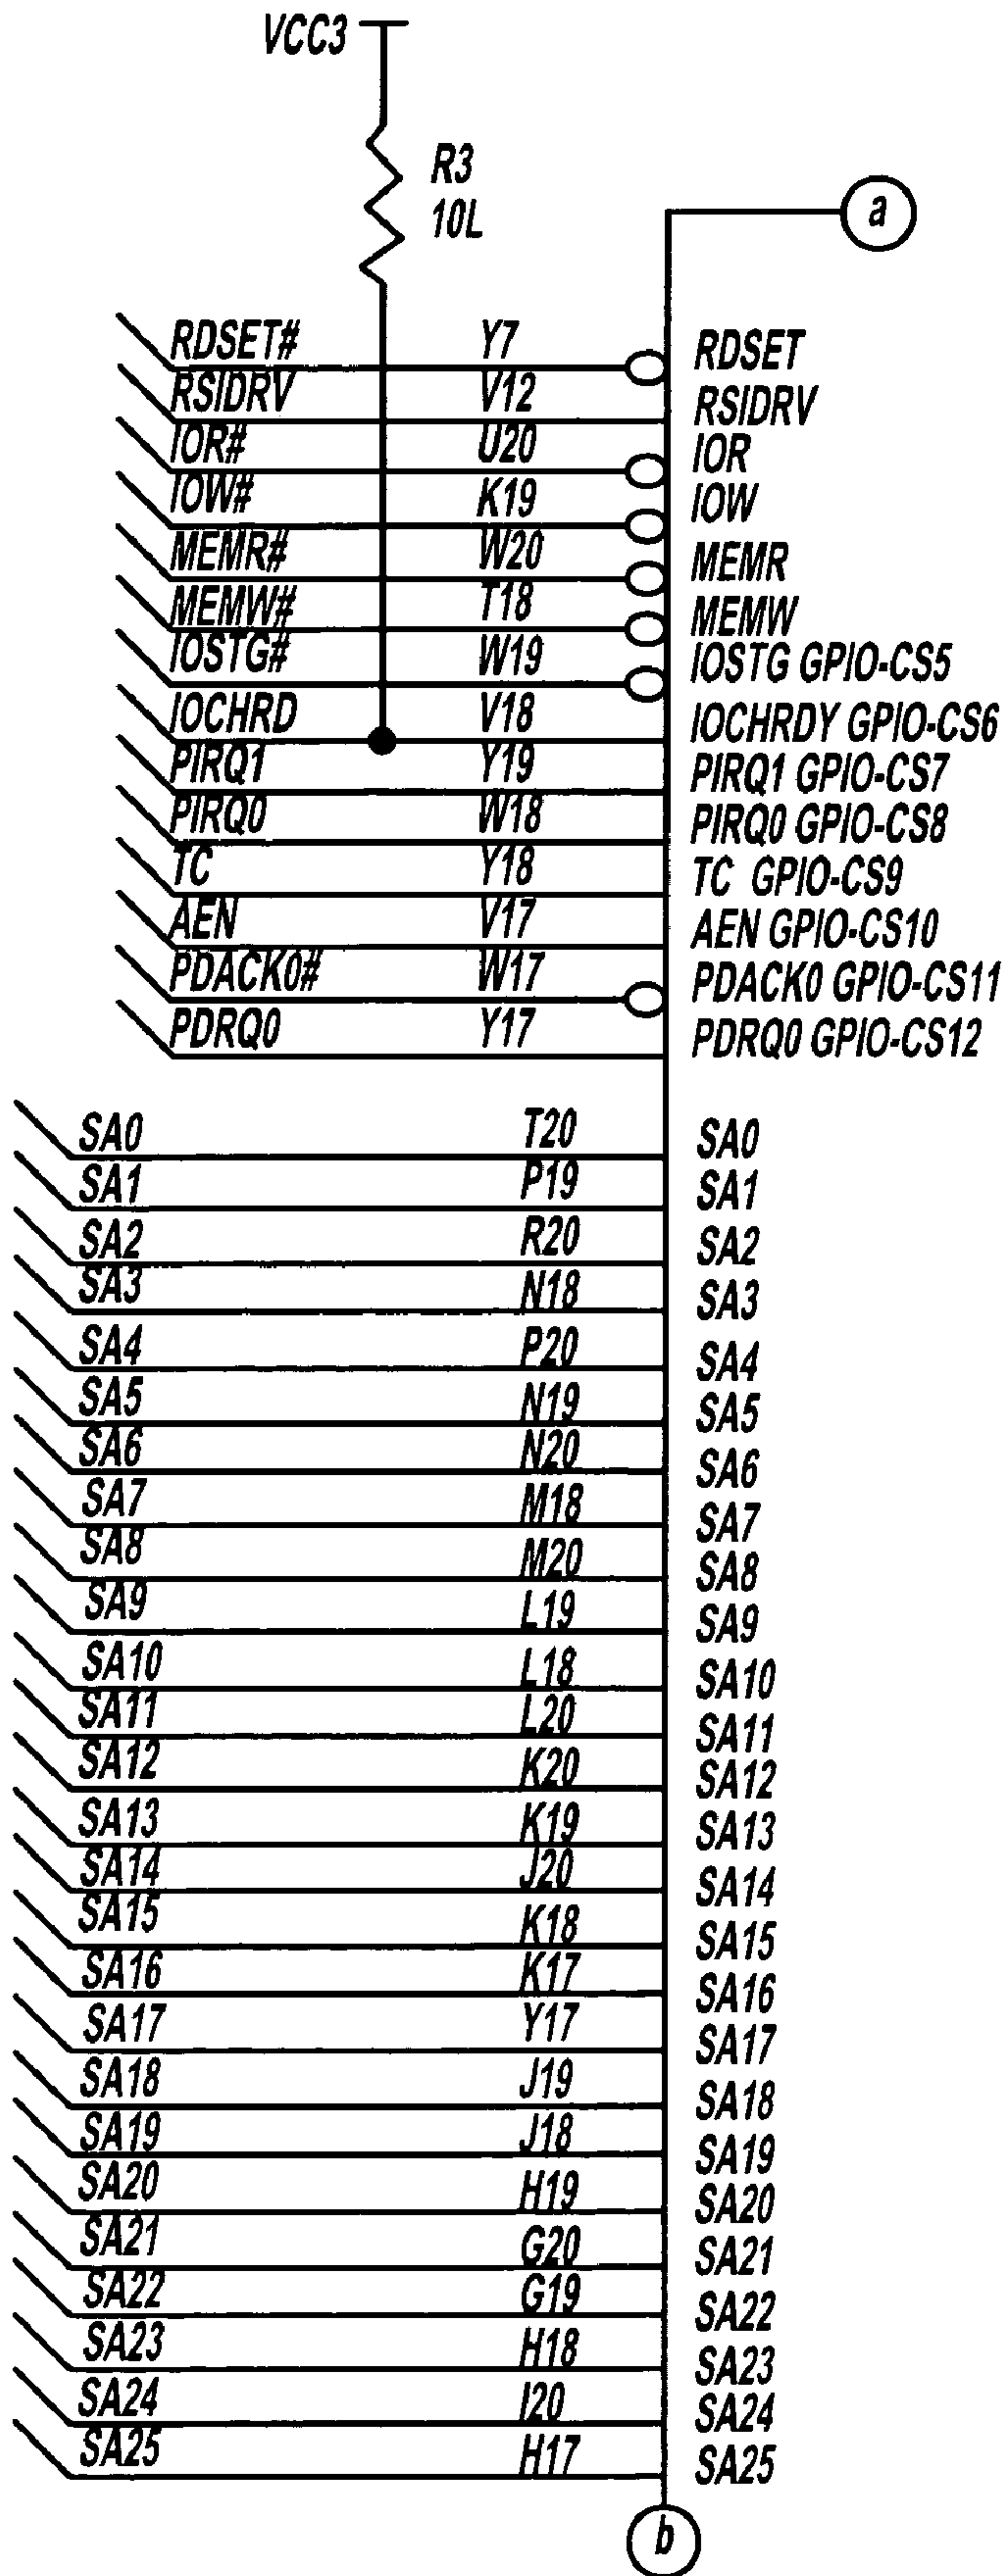 VCC3
R3
10L
a
RDSET# Y7 RDSET
RSIDRV V12 RSIDRV
IOR# U20 IOR
IOW# K19 IOW
MEMR# W20 MEMR
MEMW# T18 MEMW
IOSTG# W19 IOSTG GPIO-CS5
IOCHRD V18 IOCHRDY GPIO-CS6
PIRQ1 Y19 PIRQ1 GPIO-CS7
PIRQ0 W18 PIRQ0 GPIO-CS8
TC Y18 TC GPIO-CS9
AEN V17 AEN GPIO-CS10
PDACK0# W17 PDACK0 GPIO-CS11
PDRQ0 Y17 PDRQ0 GPIO-CS12
SA0 T20 SA0
SA1 P19 SA1
SA2 R20 SA2
SA3 N18 SA3
SA4 P20 SA4
SA5 N19 SA5
SA6 N20 SA6
SA7 M18 SA7
SA8 M20 SA8
SA9 L19 SA9
SA10 L18 SA10
SA11 L20 SA11
SA12 K20 SA12
SA13 K19 SA13
SA14 J20 SA14
SA15 K18 SA15
SA16 K17 SA16
SA17 Y17 SA17
SA18 J19 SA18
SA19 J18 SA19
SA20 H19 SA20
SA21 G20 SA21
SA22 G19 SA22
SA23 H18 SA23
SA24 I20 SA24
SA25 H17 SA25
b